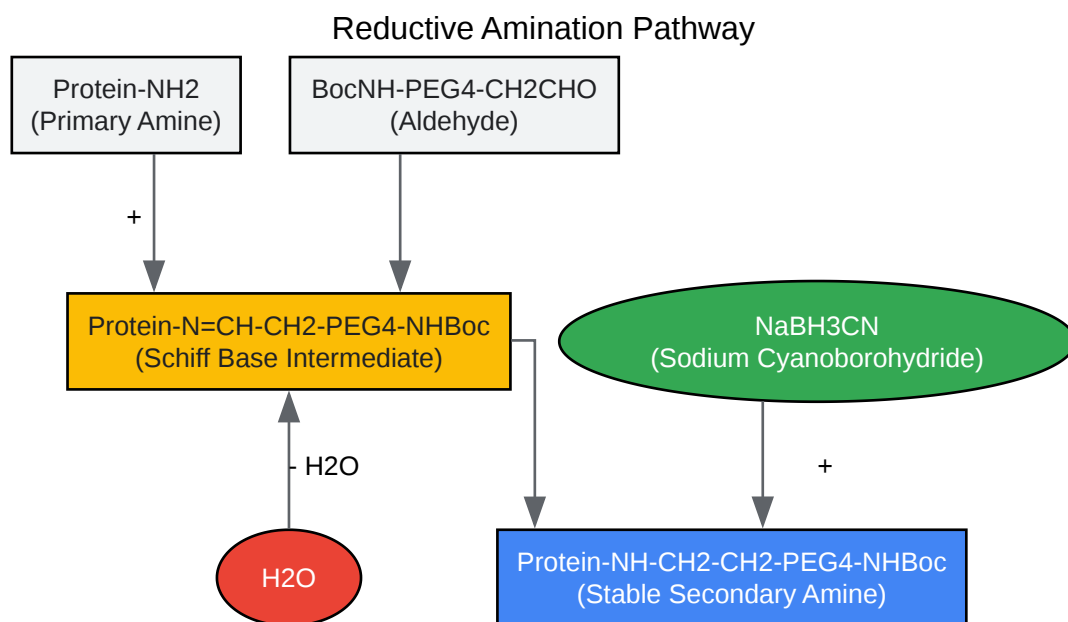 Reductive Amination Pathway
Protein-NH2
(Primary Amine)
BocNH-PEG4-CH2CHO
(Aldehyde)
+
Protein-N=CH-CH2-PEG4-NHBoc
(Schiff Base Intermediate)
NaBH3CN
(Sodium Cyanoborohydride)
- H2O
+
H2O
Protein-NH-CH2-CH2-PEG4-NHBoc
(Stable Secondary Amine)